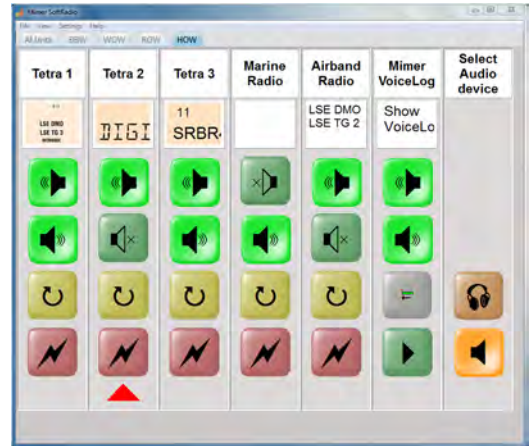 Mimer SoftRadio
File View Settings Help
All Units BBW WOW ROW HOW
Tetra 1
Tetra 2
Tetra 3
Marine
Radio
Airband
Radio
Mimer
VoiceLog
Select
Audio
device
LSE DMO
LSE TG 3
DIGI
11
SRBR
LSE DMO
LSE TG 2
Show
VoiceLo